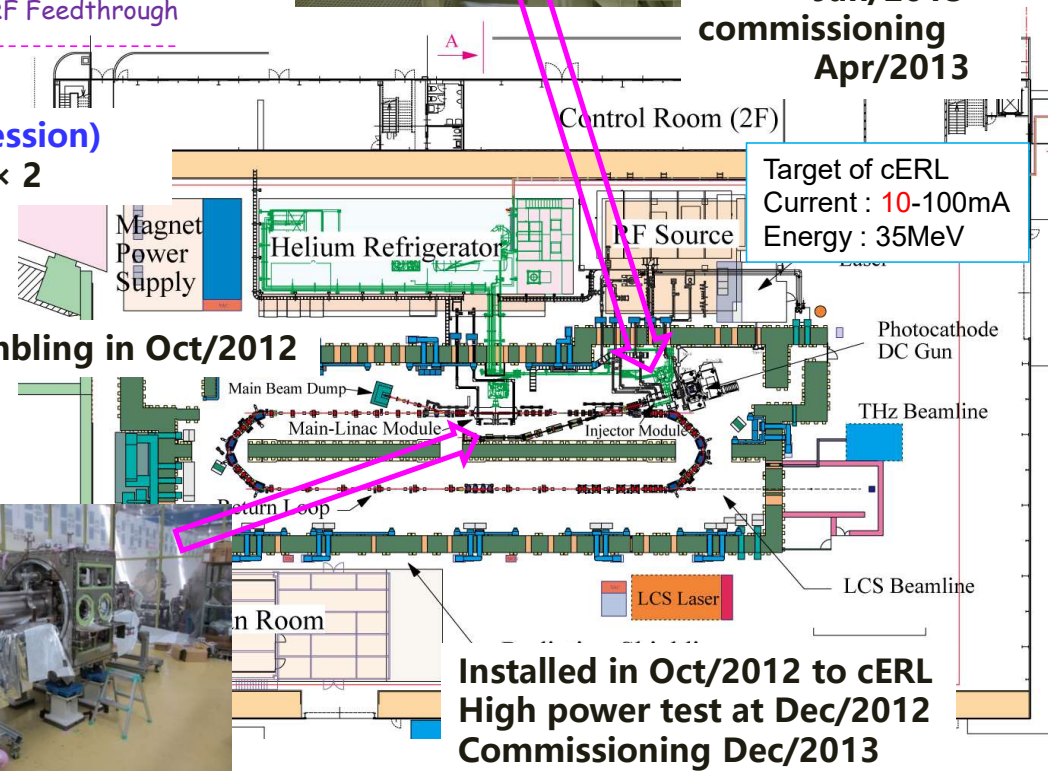 RF Feedthrough
commissioning
Apr/2013
A
Control Room (2F)
ession)
× 2
Target of cERL
Current : 10-100mA
Energy : 35MeV
Magnet
Power
Supply
Helium Refrigerator
RF Source
Laser
mbling in Oct/2012
Photocathode
DC Gun
Main Beam Dump
THz Beamline
Main-Linac Module
Injector Module
Return Loop
LCS Beamline
LCS Laser
n Room
Installed in Oct/2012 to cERL
High power test at Dec/2012
Commissioning Dec/2013